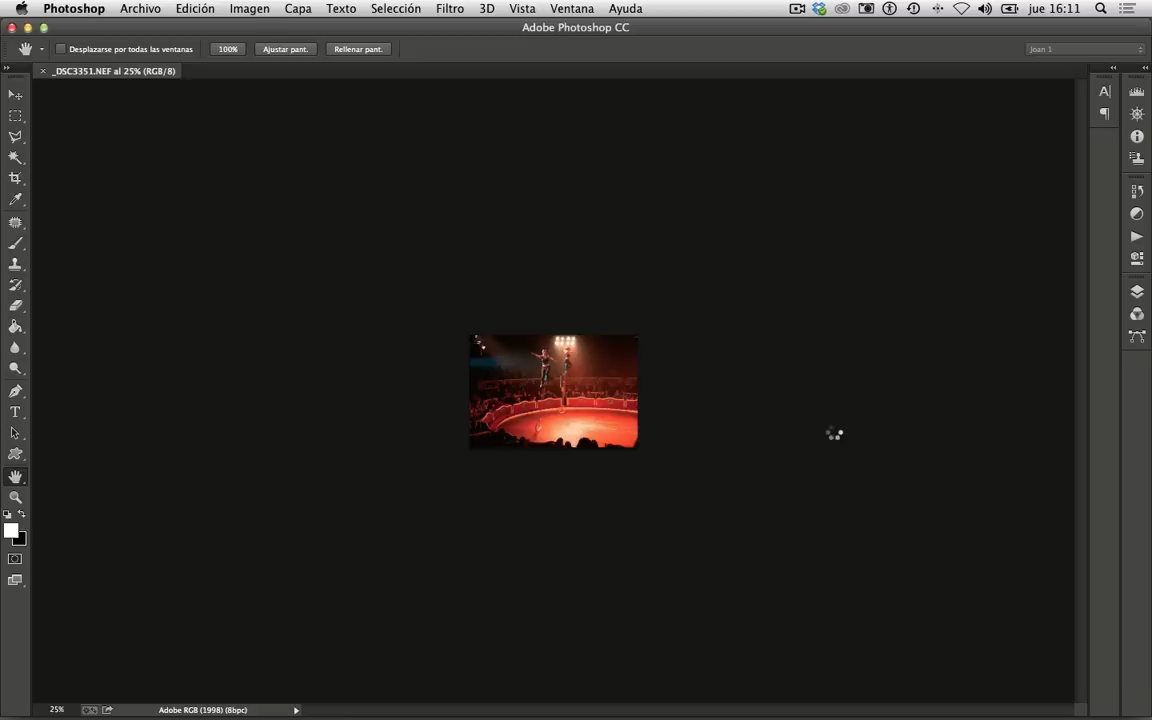 Photoshop Archivo Edición Imagen Capa Texto Selección Filtro 3D Vista Ventana Ayuda jue 16:11
Adobe Photoshop CC
Desplazarse por todas las ventanas 100% Ajustar pant. Rellenar pant. Joan 1
_DSC3351.NEF al 25% (RGB/8)
25% Adobe RGB (1998) (8bpc)